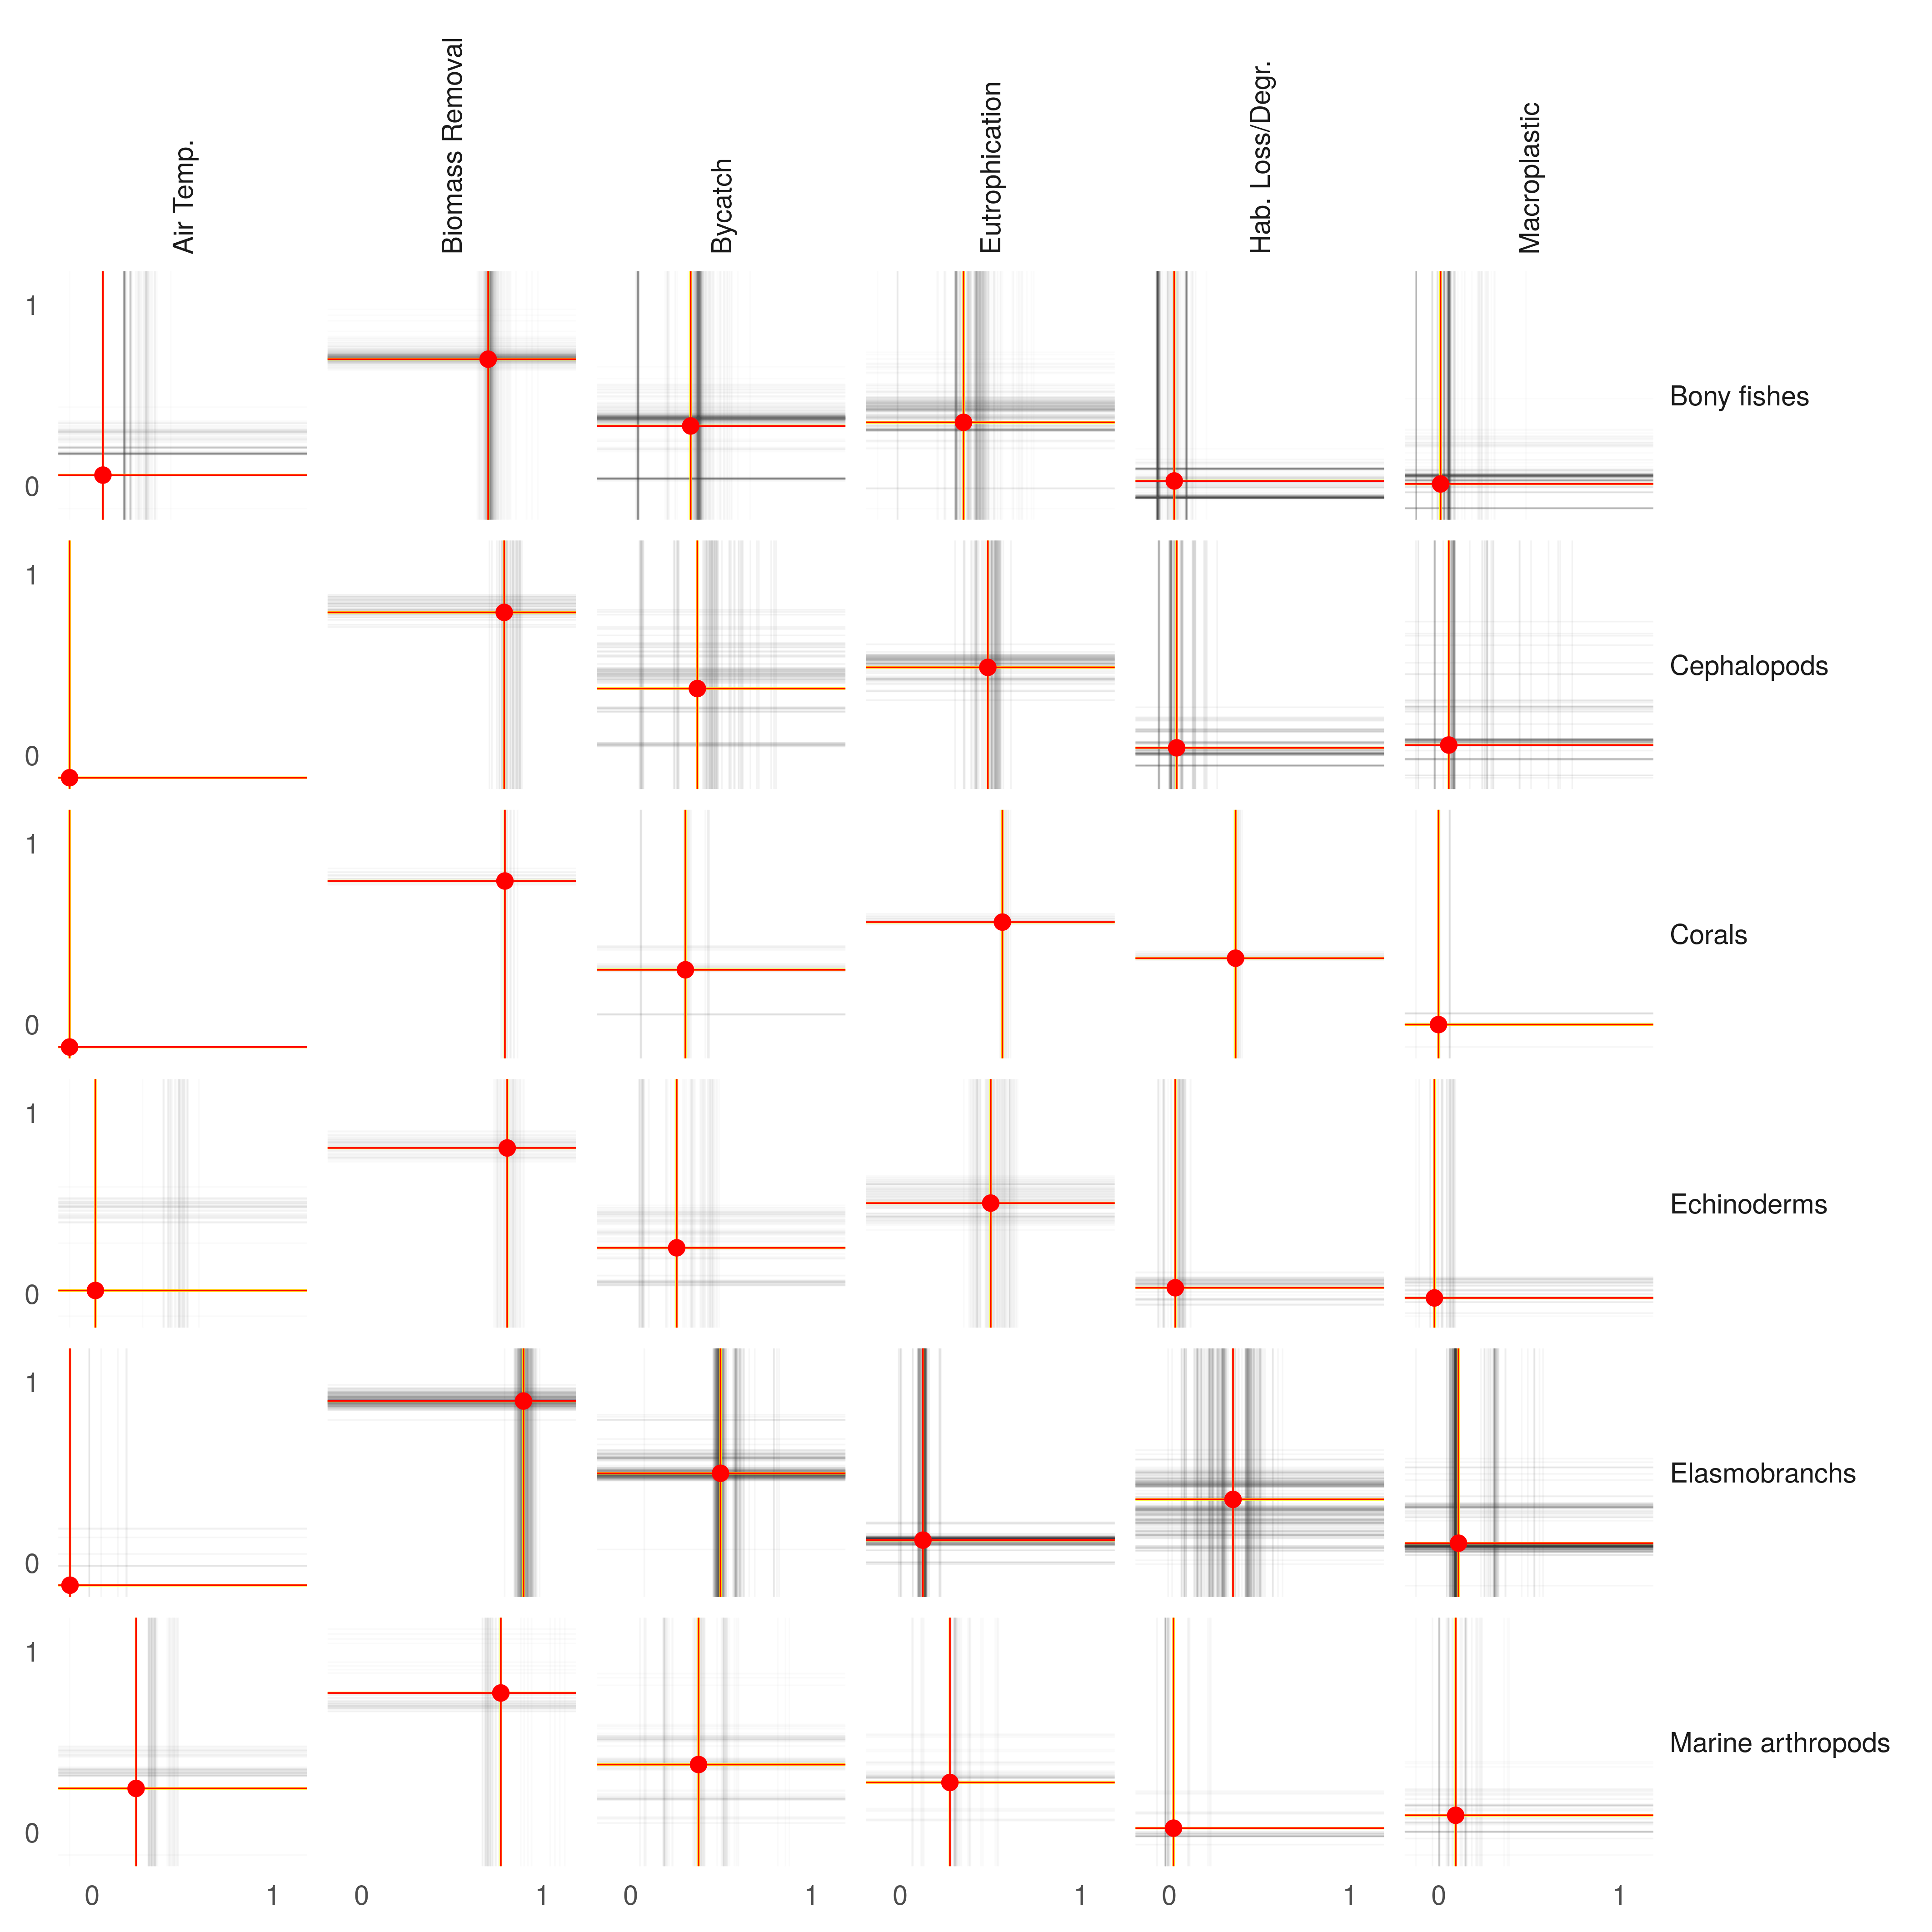 Air Temp.
Biomass Removal
Bycatch
Eutrophication
Hab. Loss/Degr.
Macroplastic
1
0
Bony fishes
1
0
Cephalopods
1
0
Corals
1
0
Echinoderms
1
0
Elasmobranchs
1
0
Marine arthropods
0 1 0 1 0 1 0 1 0 1 0 1